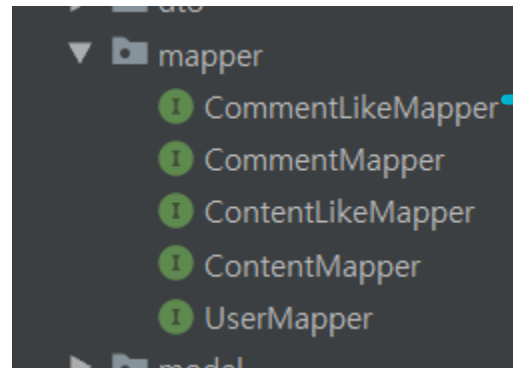 mapper
I CommentLikeMapper
I CommentMapper
I ContentLikeMapper
I ContentMapper
I UserMapper